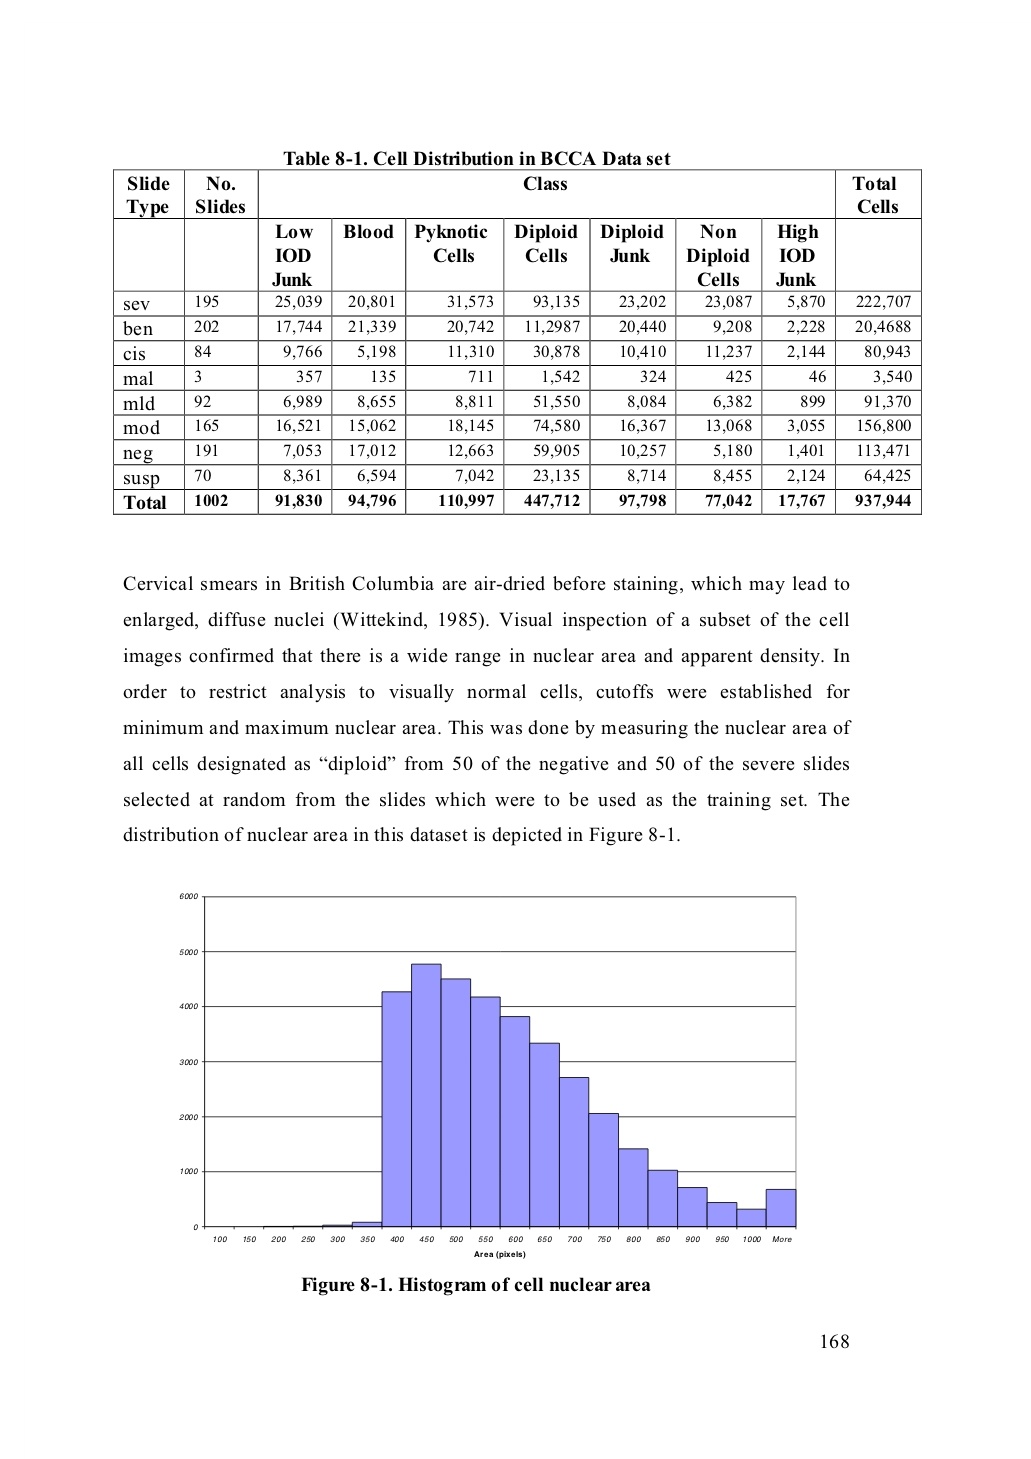 Table 8-1. Cell Distribution in BCCA Data set
Slide Type No. Slides Class Total Cells
Low IOD Junk Blood Pyknotic Cells Diploid Cells Diploid Junk Non Diploid Cells High IOD Junk
sev 195 25,039 20,801 31,573 93,135 23,202 23,087 5,870 222,707
ben 202 17,744 21,339 20,742 11,2987 20,440 9,208 2,228 20,4688
cis 84 9,766 5,198 11,310 30,878 10,410 11,237 2,144 80,943
mal 3 357 135 711 1,542 324 425 46 3,540
mld 92 6,989 8,655 8,811 51,550 8,084 6,382 899 91,370
mod 165 16,521 15,062 18,145 74,580 16,367 13,068 3,055 156,800
neg 191 7,053 17,012 12,663 59,905 10,257 5,180 1,401 113,471
susp 70 8,361 6,594 7,042 23,135 8,714 8,455 2,124 64,425
Total 1002 91,830 94,796 110,997 447,712 97,798 77,042 17,767 937,944
Cervical smears in British Columbia are air-dried before staining, which may lead to
enlarged, diffuse nuclei (Wittekind, 1985). Visual inspection of a subset of the cell
images confirmed that there is a wide range in nuclear area and apparent density. In
order to restrict analysis to visually normal cells, cutoffs were established for
minimum and maximum nuclear area. This was done by measuring the nuclear area of
all cells designated as “diploid” from 50 of the negative and 50 of the severe slides
selected at random from the slides which were to be used as the training set. The
distribution of nuclear area in this dataset is depicted in Figure 8-1.
6000
5000
4000
3000
2000
1000
0
100 150 200 250 300 350 400 450 500 550 600 650 700 750 800 850 900 950 1000 More
Area (pixels)
Figure 8-1. Histogram of cell nuclear area
168